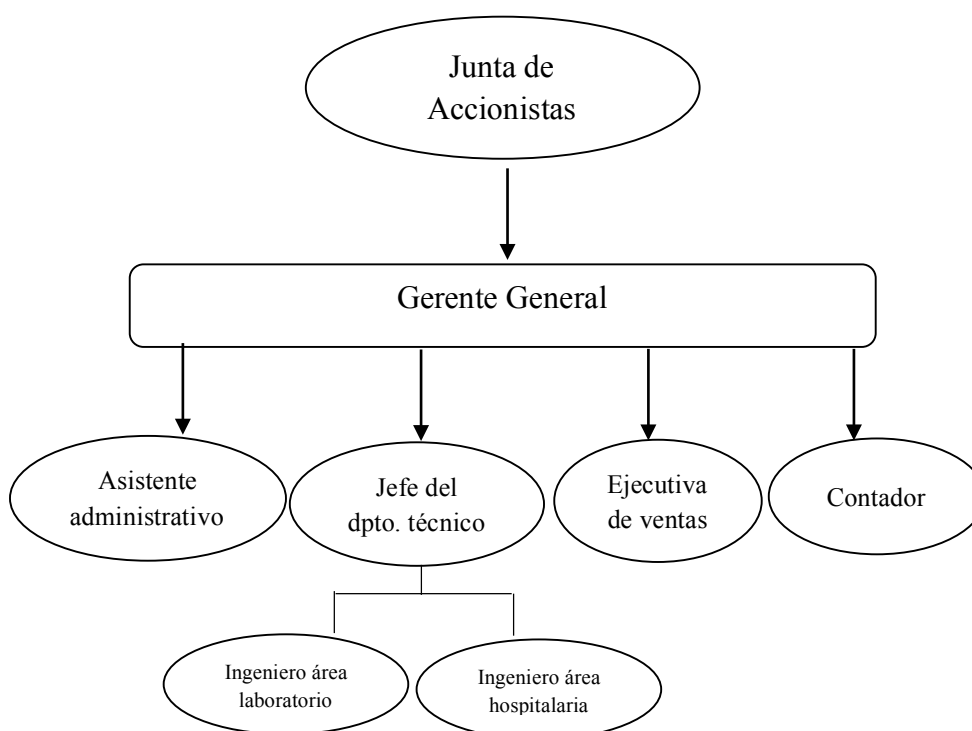 Junta de
Accionistas
Gerente General
Asistente
administrativo
Jefe del
dpto. técnico
Ejecutiva
de ventas
Contador
Ingeniero área
laboratorio
Ingeniero área
hospitalaria